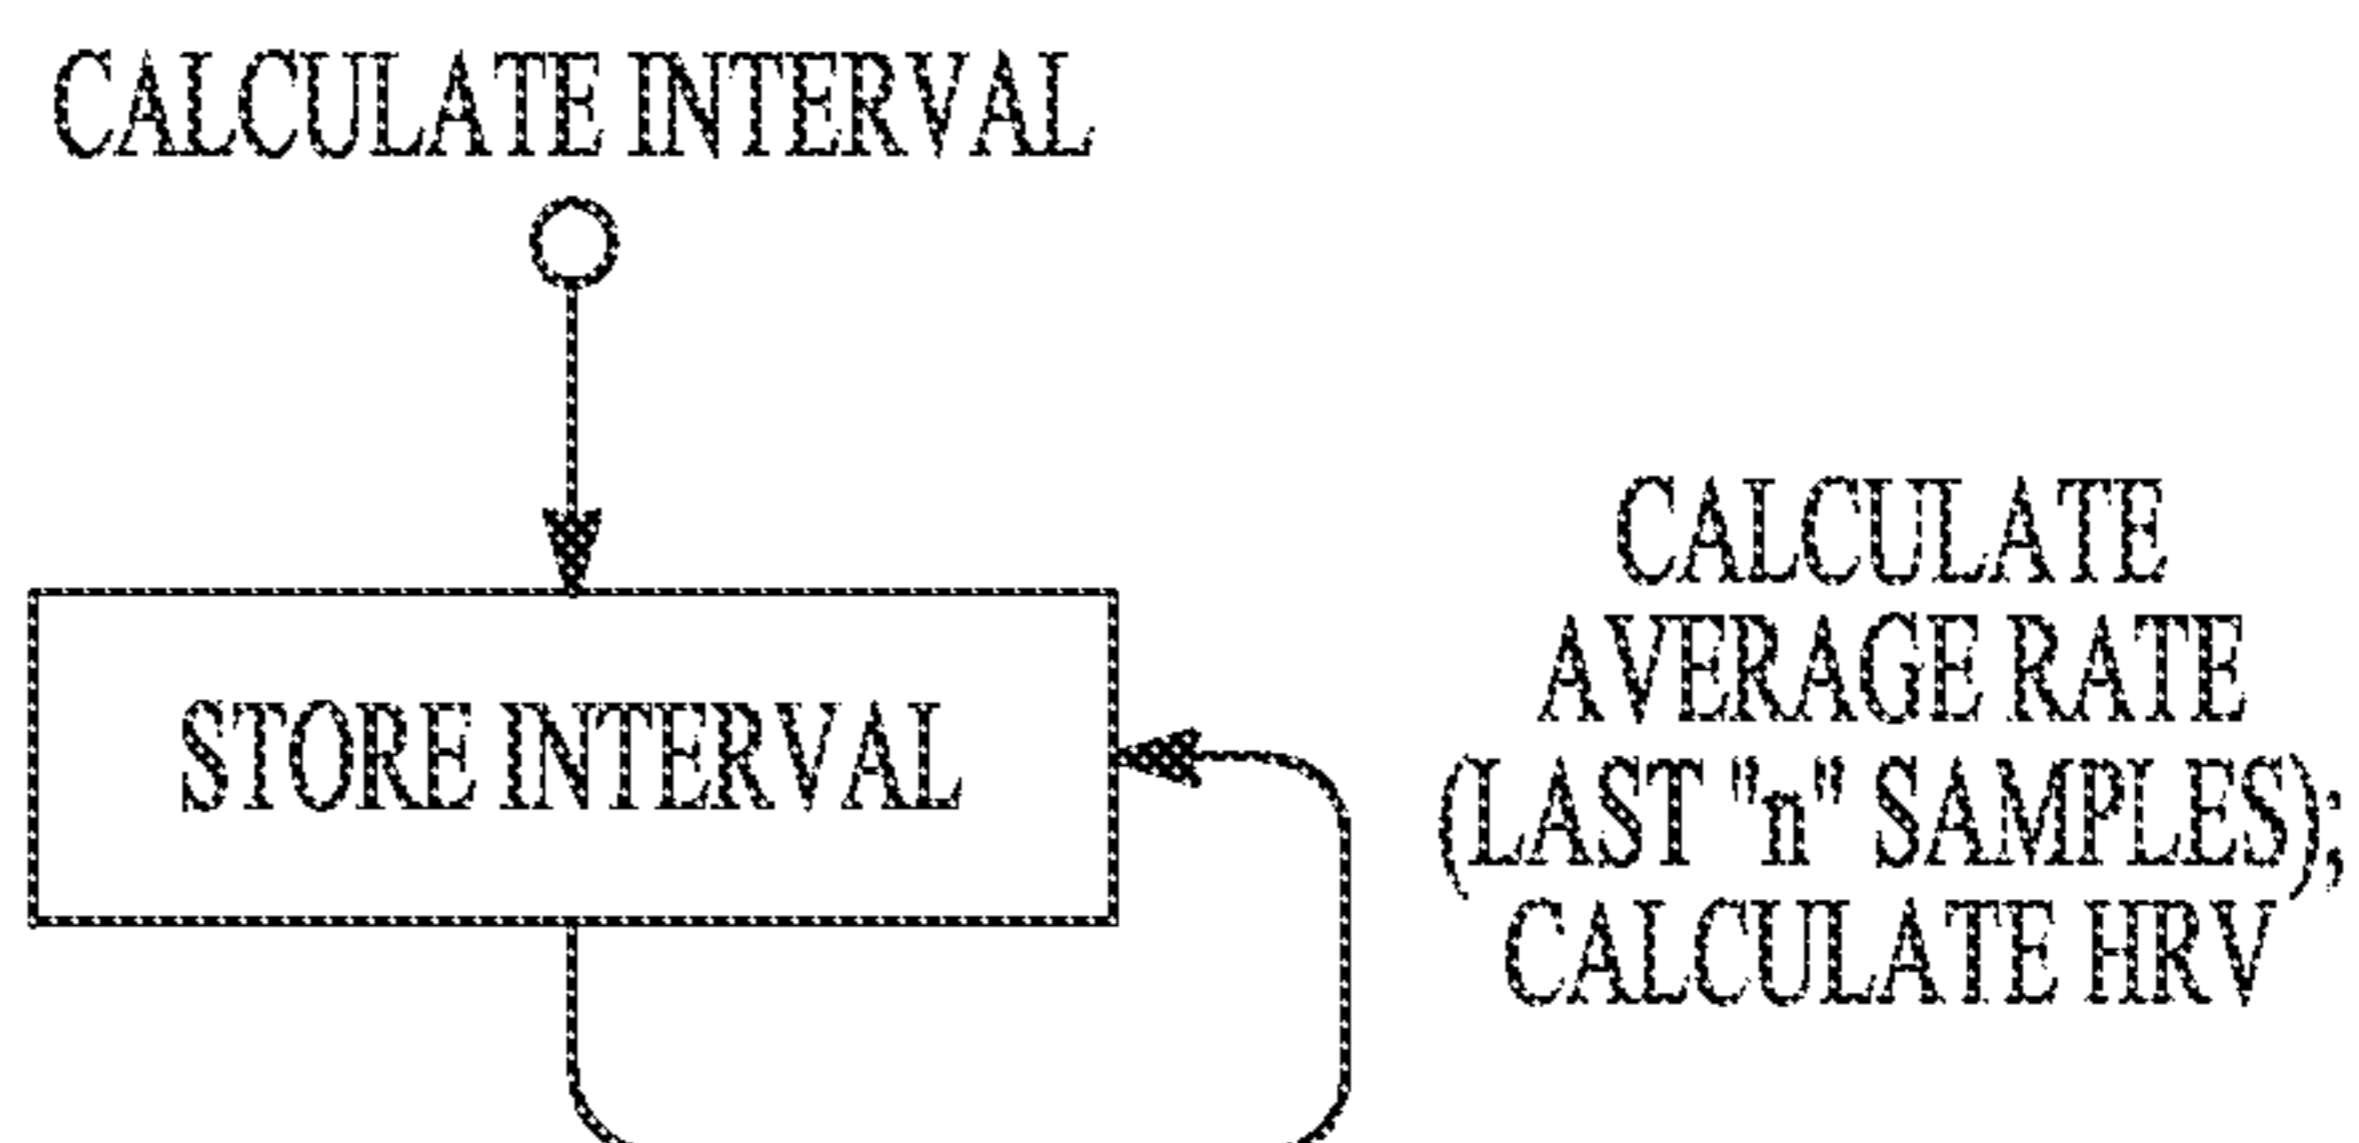 CALCULATE INTERVAL
STORE INTERVAL
CALCULATE
AVERAGE RATE
(LAST "n" SAMPLES);
CALCULATE HRV